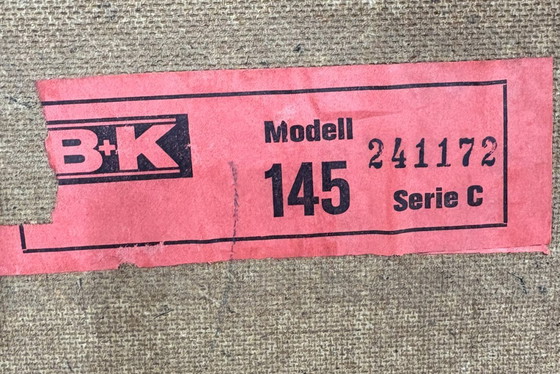 B+K
Modell
145
241172
Serie C